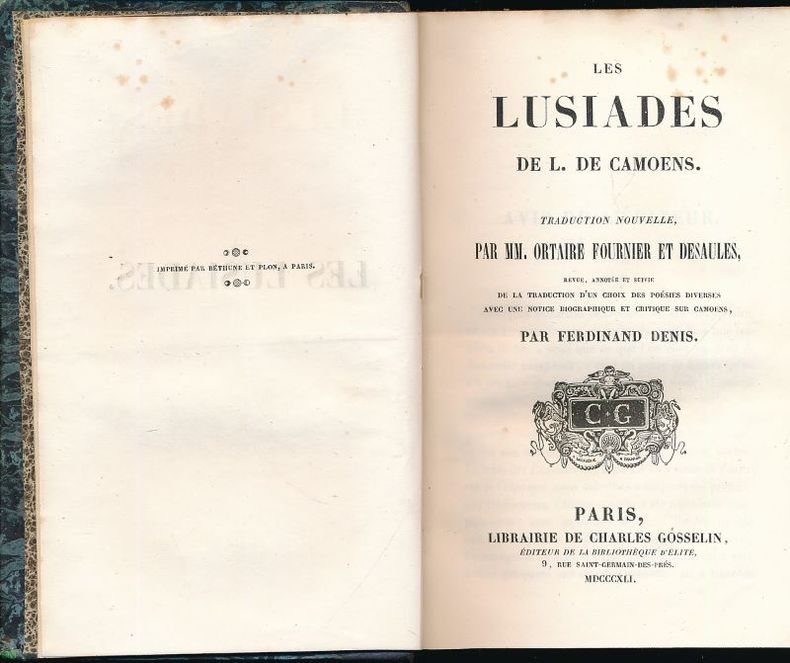 IMPRIMÉ PAR BÉTHUNE ET PLON, A PARIS.
LES
LUSIADES
DE L. DE CAMOENS.
TRADUCTION NOUVELLE,
PAR MM. ORTAIRE FOURNIER ET DESAULES,
REVUE, ANNOTÉE ET SUIVIE
DE LA TRADUCTION D'UN CHOIX DES POÉSIES DIVERSES
AVEC UNE NOTICE BIOGRAPHIQUE ET CRITIQUE SUR CAMOENS,
PAR FERDINAND DENIS.
C G
PARIS,
LIBRAIRIE DE CHARLES GOSSELIN,
ÉDITEUR DE LA BIBLIOTHÈQUE D'ÉLITE,
9, RUE SAINT-GERMAIN-DES-PRÉS.
MDCCCXLI.